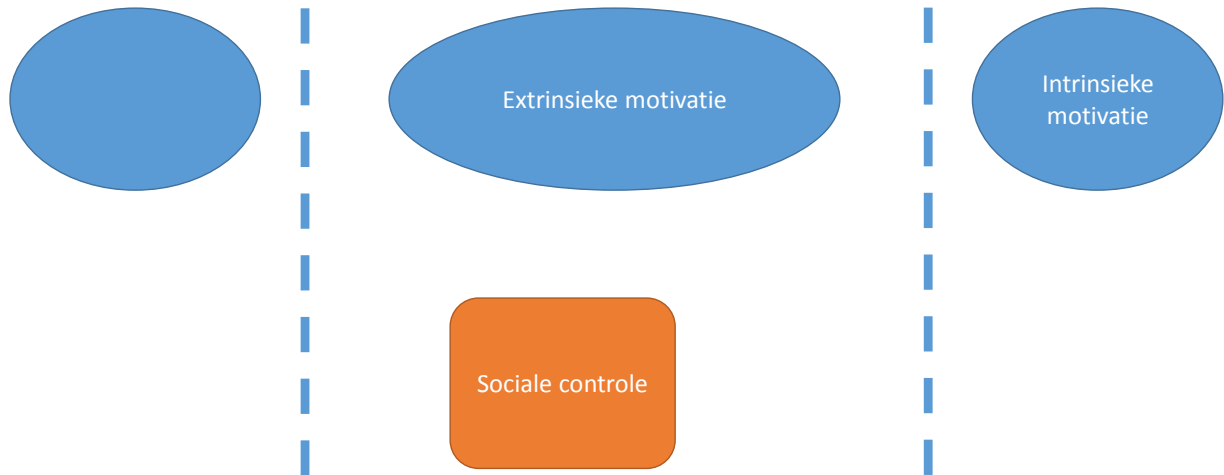 Extrinsieke motivatie
Intrinsieke
motivatie
Sociale controle